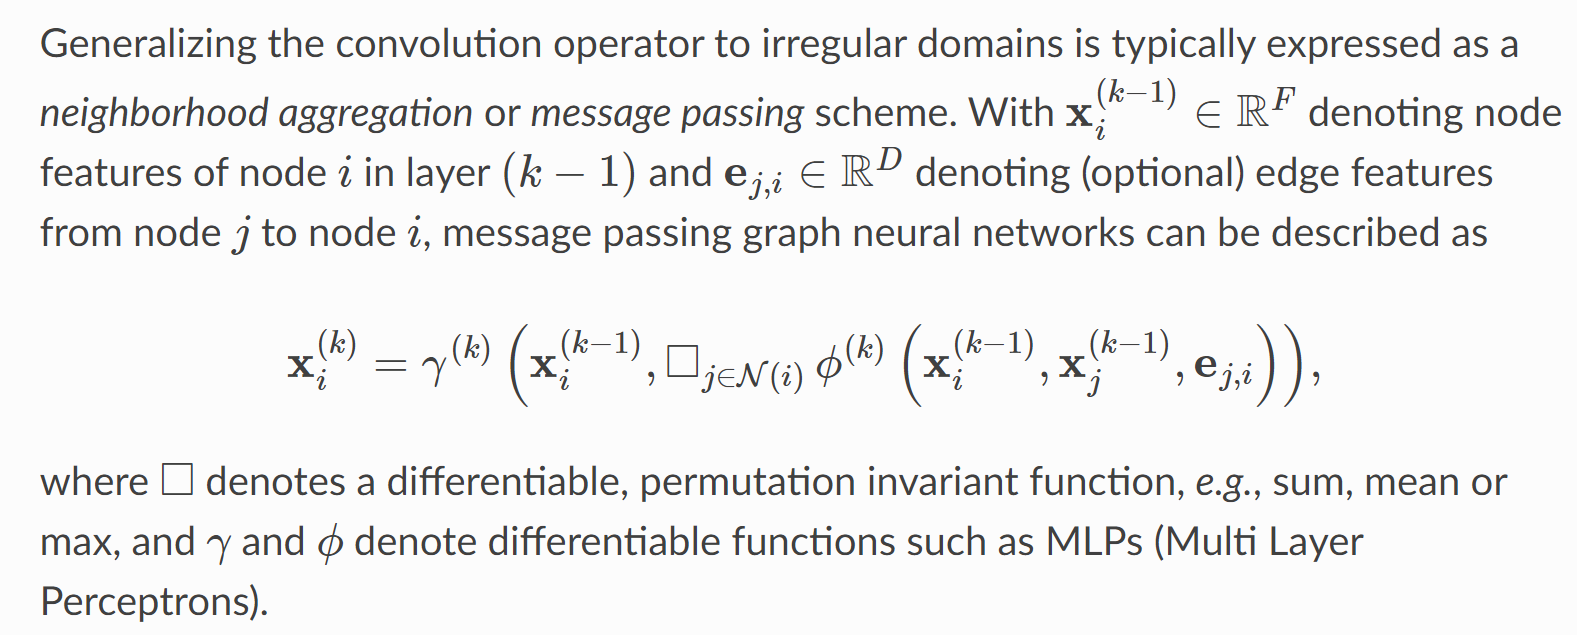 Generalizing the convolution operator to irregular domains is typically expressed as a
neighborhood aggregation or message passing scheme. With $\mathbf{x}^{(k-1)}_i \in \mathbb{R}^F$ denoting node
features of node $i$ in layer $(k-1)$ and $\mathbf{e}_{j,i} \in \mathbb{R}^D$ denoting (optional) edge features
from node $j$ to node $i$, message passing graph neural networks can be described as
$\mathbf{x}_i^{(k)} = \gamma^{(k)} \left( \mathbf{x}_i^{(k-1)}, \square_{j \in \mathcal{N}(i)} \, \phi^{(k)} \left( \mathbf{x}_i^{(k-1)}, \mathbf{x}_j^{(k-1)}, \mathbf{e}_{j,i} \right) \right),$
where $\square$ denotes a differentiable, permutation invariant function, e.g., sum, mean or
max, and $\gamma$ and $\phi$ denote differentiable functions such as MLPs (Multi Layer
Perceptrons).